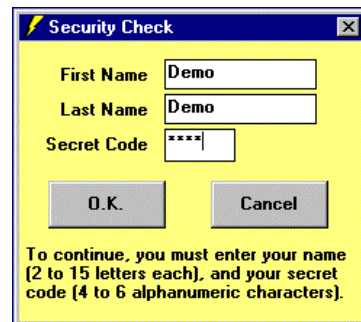 Security Check
First Name Demo
Last Name Demo
Secret Code ****
O.K. Cancel
To continue, you must enter your name
(2 to 15 letters each), and your secret
code (4 to 6 alphanumeric characters).